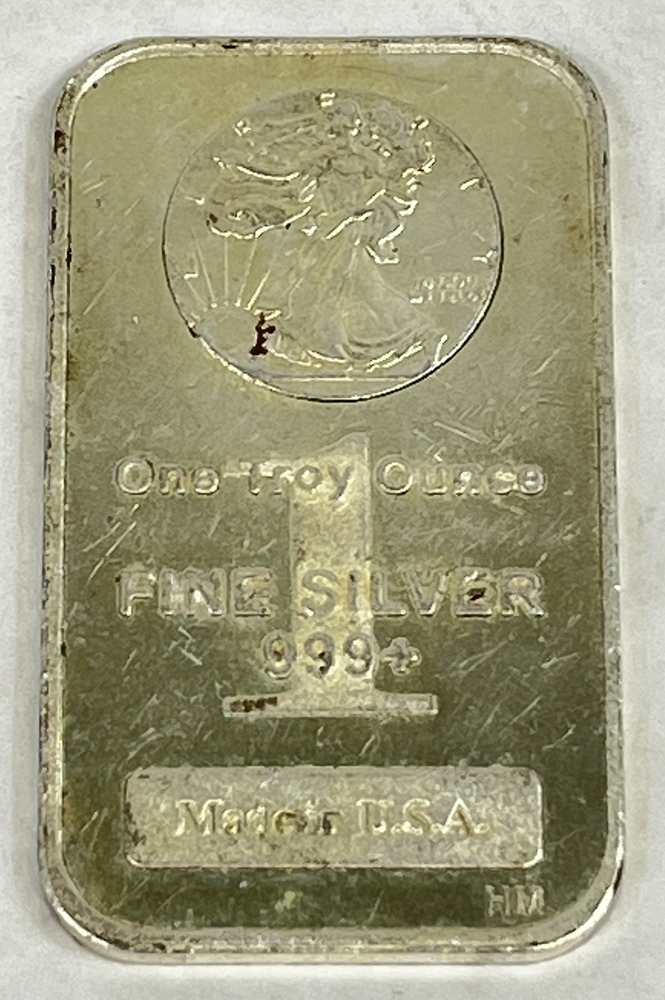 One Troy Ounce
1
FINE SILVER
999+
Made in U.S.A.
HM